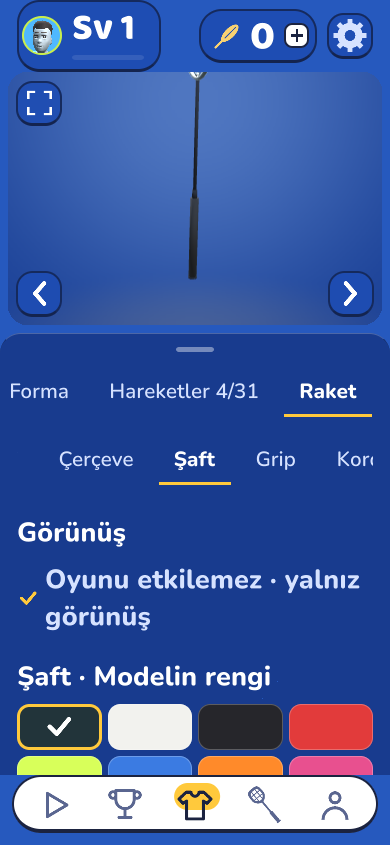 Sv 1
0
Forma Hareketler 4/31 Raket
Çerçeve Şaft Grip
Görünüş
Oyunu etkilemez · yalnız
görünüş
Şaft · Modelin rengi